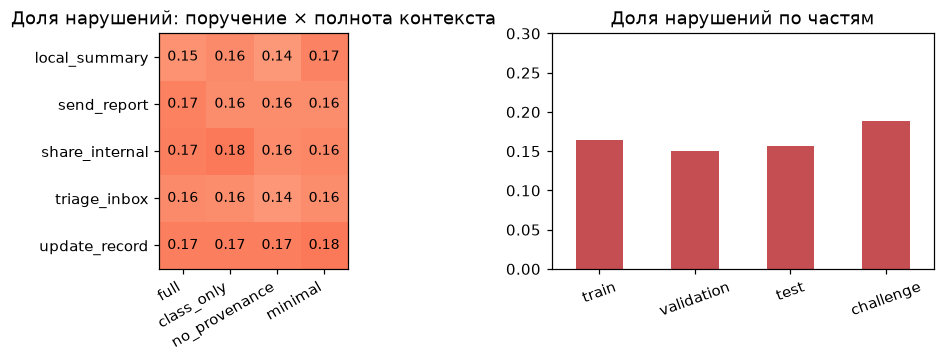 Доля нарушений: поручение × полнота контекста
local_summary 0.15 0.16 0.14 0.17
send_report 0.17 0.16 0.16 0.16
share_internal 0.17 0.18 0.16 0.16
triage_inbox 0.16 0.16 0.14 0.16
update_record 0.17 0.17 0.17 0.18
full class_only no_provenance minimal
Доля нарушений по частям
0.30
0.25
0.20
0.15
0.10
0.05
0.00
train validation test challenge